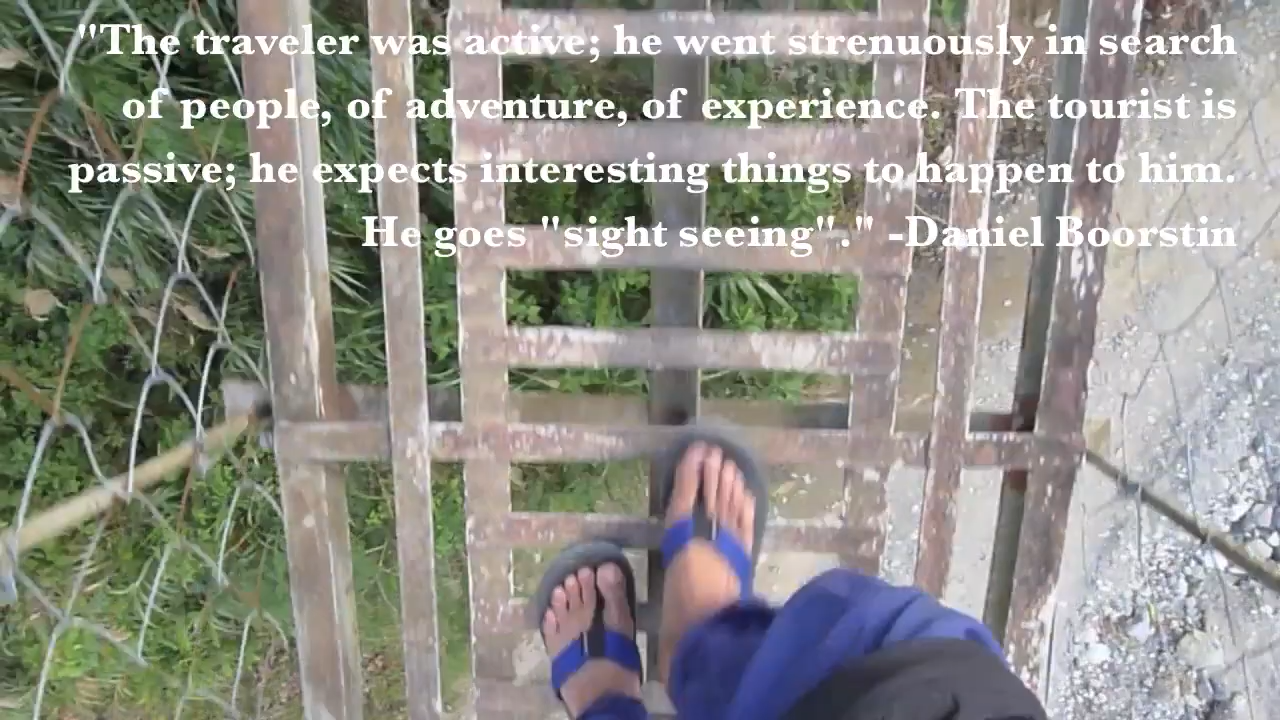 "The traveler was active; he went strenuously in search
of people, of adventure, of experience. The tourist is
passive; he expects interesting things to happen to him.
He goes "sight seeing"." -Daniel Boorstin